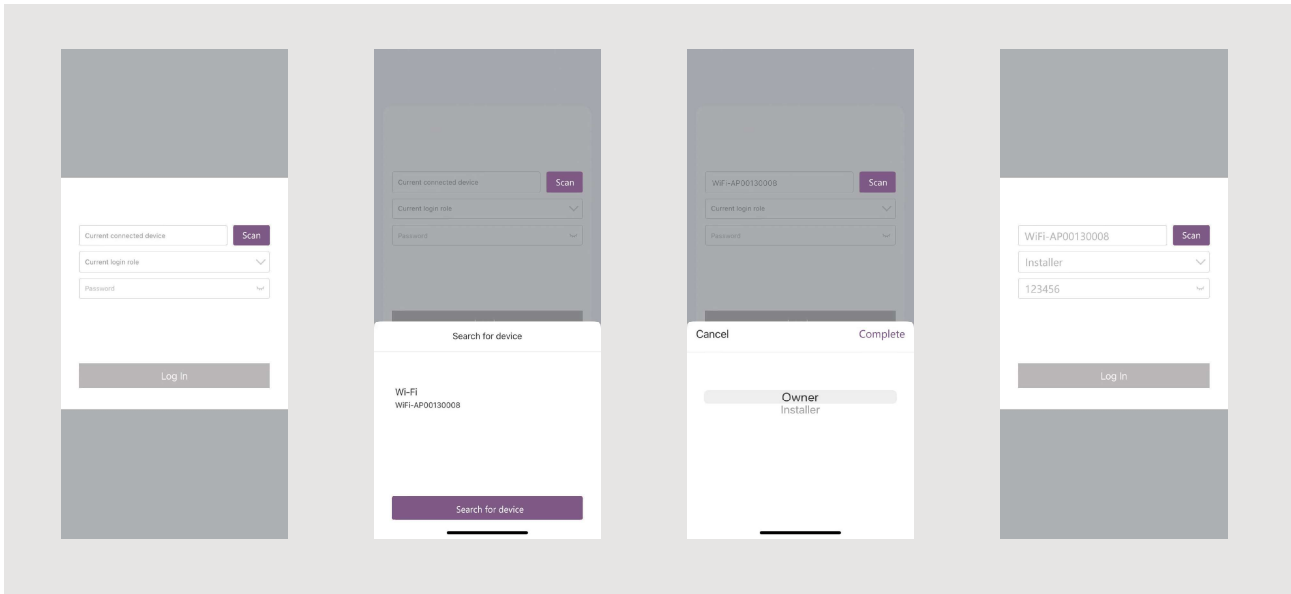 Current connected device
Scan
Current login role
Password
Log In
Current connected device
Scan
Current login role
Password
Search for device
Wi-Fi
WiFi-AP00130008
Search for device
WiFi-AP00130008
Scan
Current login role
Password
Cancel
Complete
Owner
Installer
WiFi-AP00130008
Scan
Installer
123456
Log In